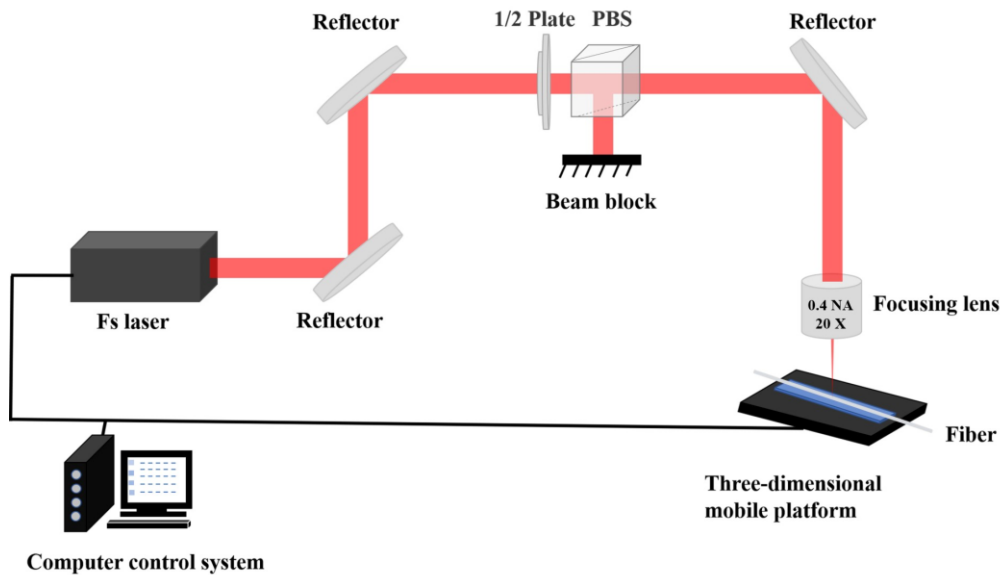 Reflector
1/2 Plate
PBS
Reflector
Beam block
Fs laser
Reflector
0.4 NA
20 X
Focusing lens
Fiber
Three-dimensional
mobile platform
Computer control system